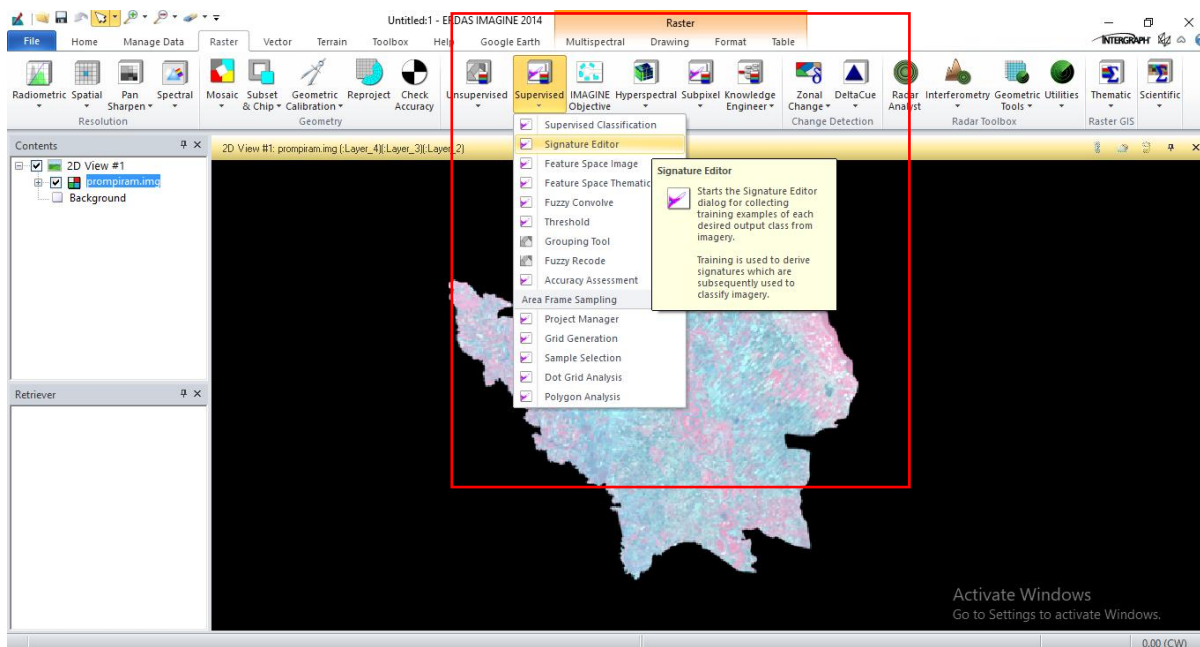 Untitled:1 - ERDAS IMAGINE 2014
Raster
File Home Manage Data Raster Vector Terrain Toolbox Help Google Earth Multispectral Drawing Format Table
INTERGRAPH
Radiometric Spatial Pan Sharpen Spectral
Mosaic Subset & Chip Geometric Calibration Reproject Check Accuracy
Unsupervised Supervised IMAGINE Objective Hyperspectral Subpixel Knowledge Engineer
Zonal Change DeltaCue
Radar Analyst Interferometry Geometric Tools Utilities
Thematic Scientific
Resolution Geometry Change Detection Radar Toolbox Raster GIS
Contents
2D View #1: prompiram.img (:Layer_4)(:Layer_3)(:Layer_2)
2D View #1
prompiram.img
Background
Supervised Classification
Signature Editor
Feature Space Image
Feature Space Thematic
Fuzzy Convolve
Threshold
Grouping Tool
Fuzzy Recode
Accuracy Assessment
Area Frame Sampling
Project Manager
Grid Generation
Sample Selection
Dot Grid Analysis
Polygon Analysis
Signature Editor
Starts the Signature Editor
dialog for collecting
training examples of each
desired output class from
imagery.
Training is used to derive
signatures which are
subsequently used to
classify imagery.
Retriever
Activate Windows
Go to Settings to activate Windows.
0.00 (CW)